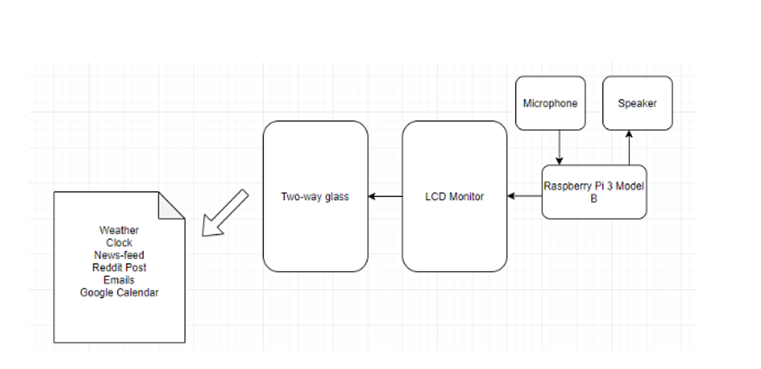 Microphone
Speaker
Two-way glass
LCD Monitor
Raspberry Pi 3 Model
B
Weather
Clock
News-feed
Reddit Post
Emails
Google Calendar